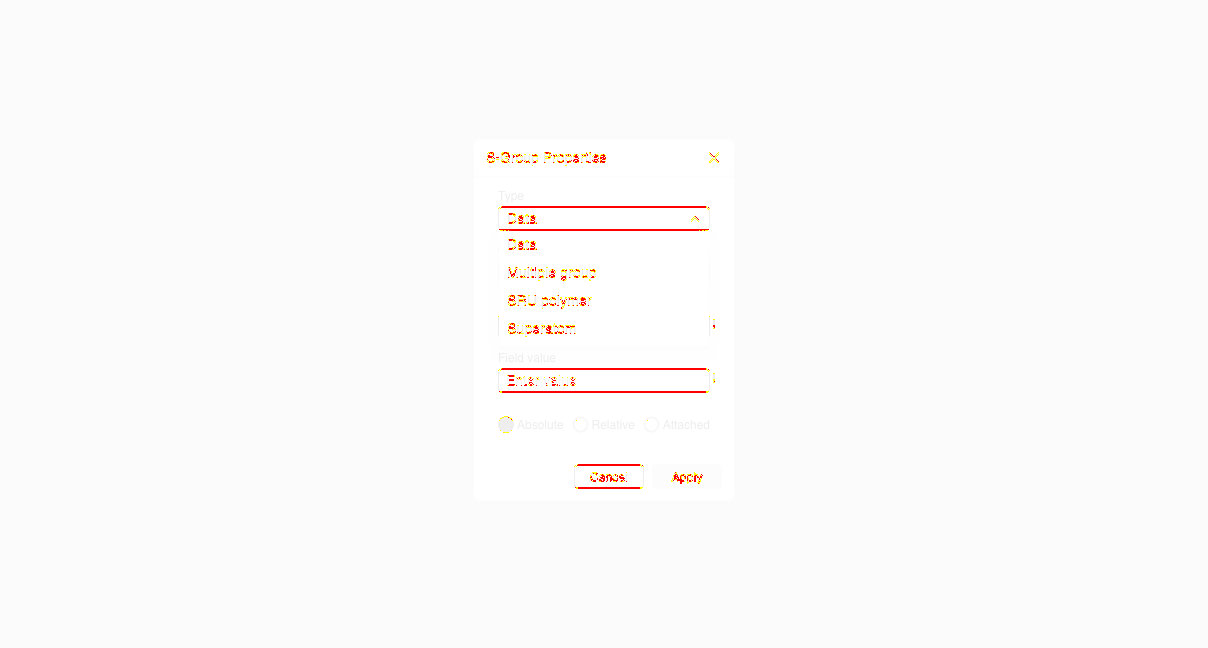 S-Group Properties
Type
Data
Data
Multiple group
SRU polymer
Superatom
Field value
Enter value
Absolute Relative Attached
Cancel Apply